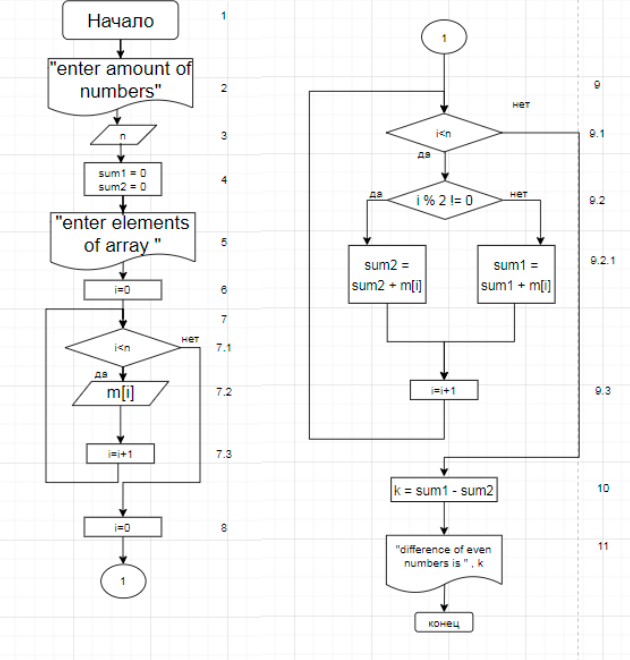 Начало
1
"enter amount of
numbers"
2
n
3
sum1 = 0
sum2 = 0
4
"enter elements
of array "
5
i=0
6
7
i<n
нет
7.1
да
m[i]
7.2
i=i+1
7.3
i=0
8
1
1
9
нет
i<n
9.1
да
да
i % 2 != 0
нет
9.2
sum2 =
sum2 + m[i]
sum1 =
sum1 + m[i]
9.2.1
i=i+1
9.3
k = sum1 - sum2
10
"difference of even
numbers is " , k
11
конец